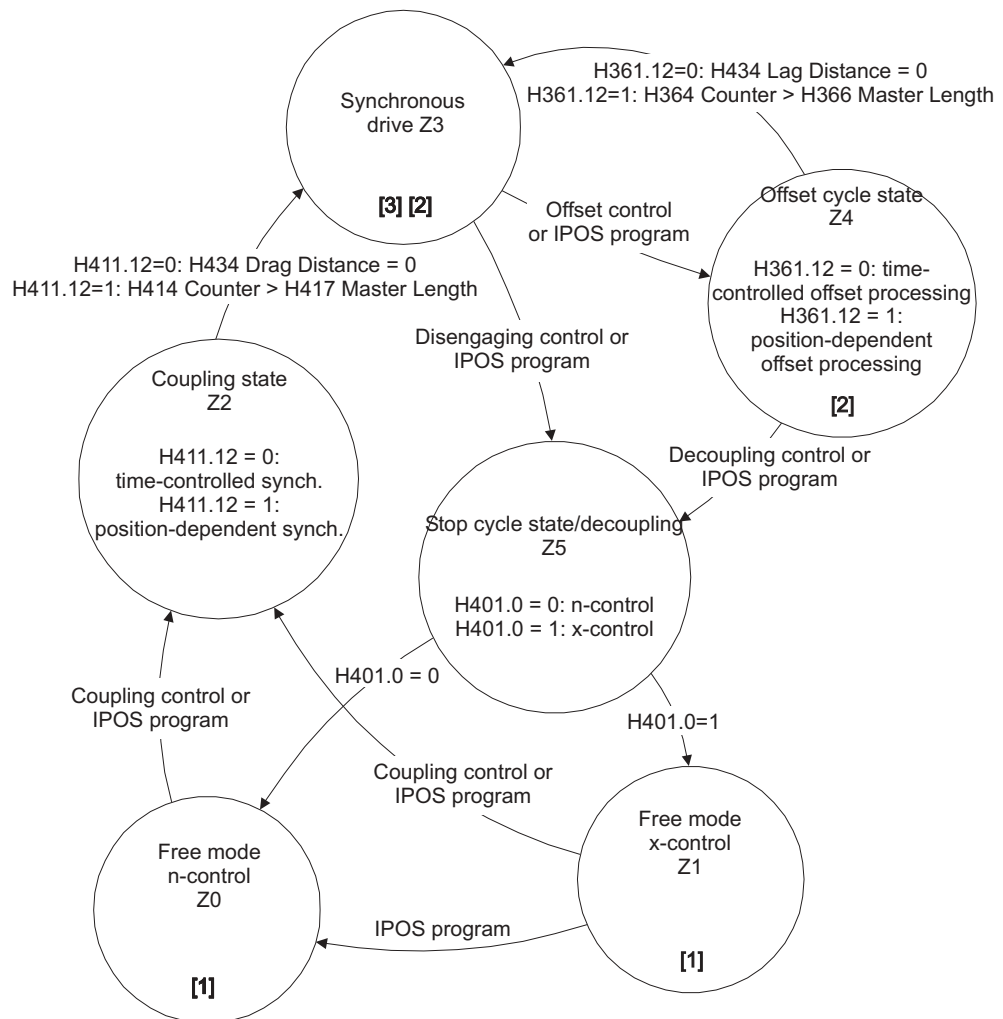 H361.12=0: H434 Lag Distance = 0
H361.12=1: H364 Counter > H366 Master Length
Synchronous
drive Z3
[3] [2]
Offset control
or IPOS program
Offset cycle state
Z4
H361.12 = 0: time-
controlled offset processing
H361.12 = 1:
position-dependent
offset processing
[2]
H411.12=0: H434 Drag Distance = 0
H411.12=1: H414 Counter > H417 Master Length
Disengaging control or
IPOS program
Coupling state
Z2
H411.12 = 0:
time-controlled synch.
H411.12 = 1:
position-dependent synch.
Decoupling control or
IPOS program
Stop cycle state/decoupling
Z5
H401.0 = 0: n-control
H401.0 = 1: x-control
H401.0 = 0
H401.0=1
Coupling control or
IPOS program
Coupling control or
IPOS program
Free mode
n-control
Z0
[1]
IPOS program
Free mode
x-control
Z1
[1]